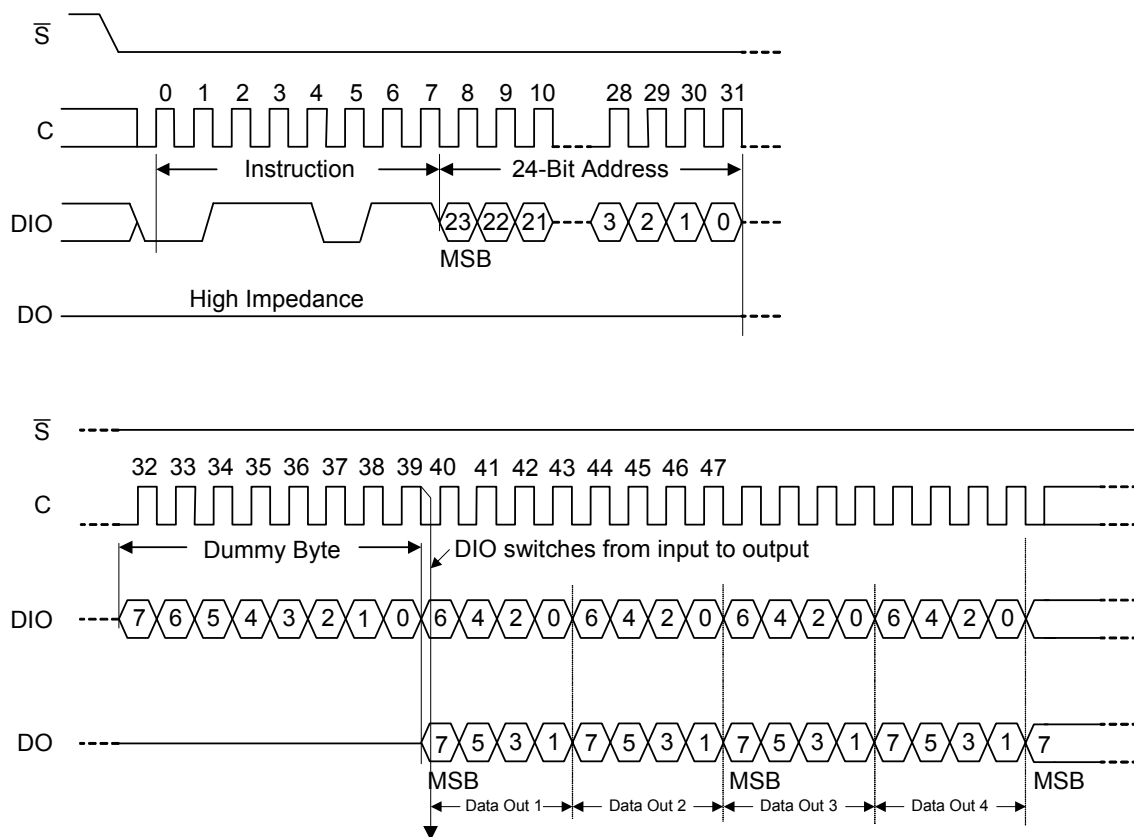 S
0 1 2 3 4 5 6 7 8 9 10 28 29 30 31
C
Instruction 24-Bit Address
DIO 23 22 21 3 2 1 0
MSB
High Impedance
DO
S
32 33 34 35 36 37 38 39 40 41 42 43 44 45 46 47
C
Dummy Byte DIO switches from input to output
DIO 7 6 5 4 3 2 1 0 6 4 2 0 6 4 2 0 6 4 2 0 6 4 2 0
DO 7 5 3 1 7 5 3 1 7 5 3 1 7 5 3 1 7
MSB MSB MSB
Data Out 1 Data Out 2 Data Out 3 Data Out 4